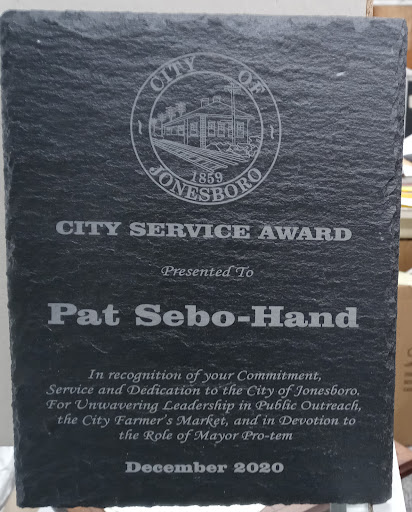 CITY OF
JONESBORO
1859
CITY SERVICE AWARD
Presented To
Pat Sebo-Hand
In recognition of your Commitment,
Service and Dedication to the City of Jonesboro.
For Unwavering Leadership in Public Outreach,
the City Farmer's Market, and in Devotion to
the Role of Mayor Pro-tem
December 2020